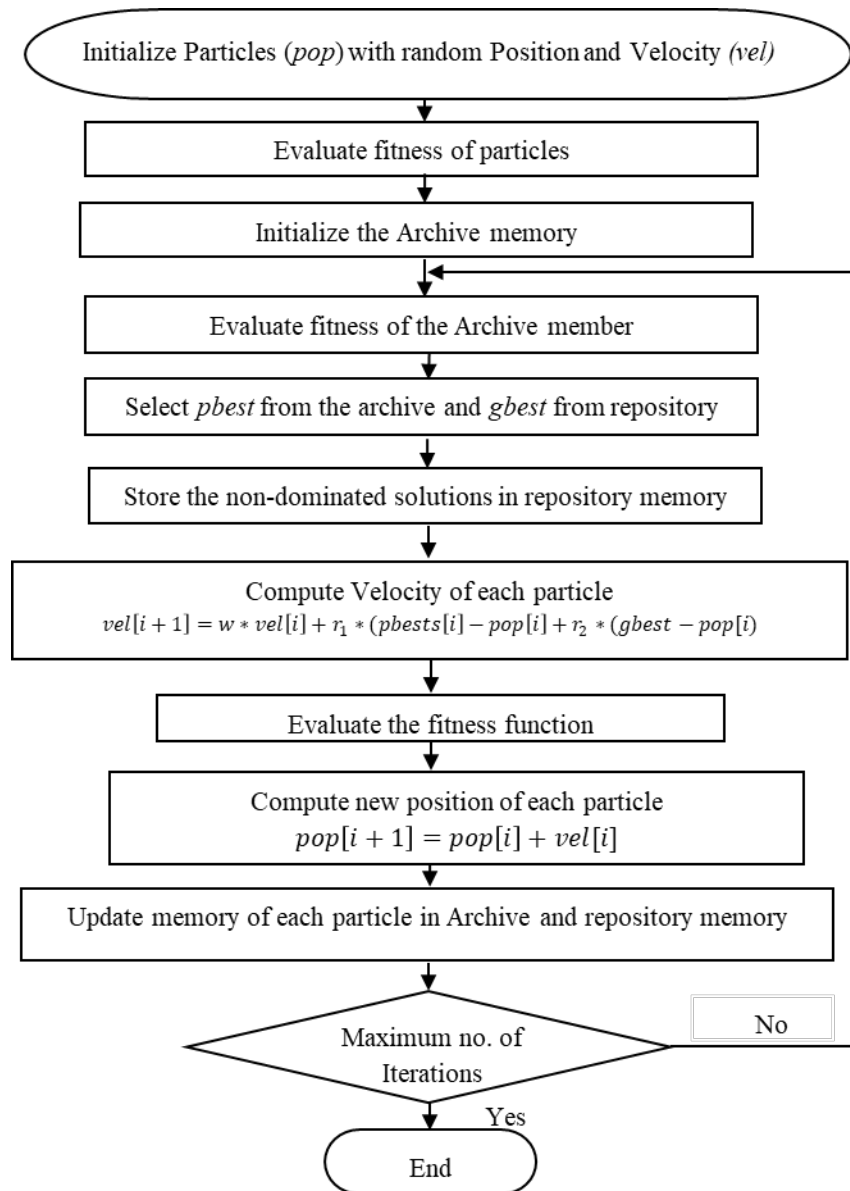 Initialize Particles (pop) with random Position and Velocity (vel)
Evaluate fitness of particles
Initialize the Archive memory
Evaluate fitness of the Archive member
Select pbest from the archive and gbest from repository
Store the non-dominated solutions in repository memory
Compute Velocity of each particle
vel[i + 1] = w * vel[i] + r₁ * (pbests[i] − pop[i] + r₂ * (gbest − pop[i)
Evaluate the fitness function
Compute new position of each particle
pop[i + 1] = pop[i] + vel[i]
Update memory of each particle in Archive and repository memory
Maximum no. of
Iterations
No
Yes
End